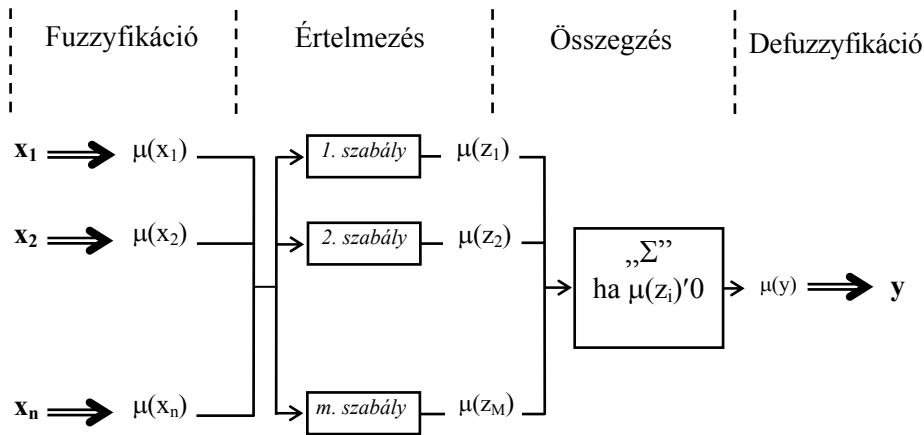 Fuzzyfikáció Értelmezés Összegzés Defuzzyfikáció
x₁ μ(x₁) 1. szabály μ(z₁)
x₂ μ(x₂) 2. szabály μ(z₂)
„Σ”
ha μ(zᵢ)'0 μ(y) y
xₙ μ(xₙ) m. szabály μ(z_M)